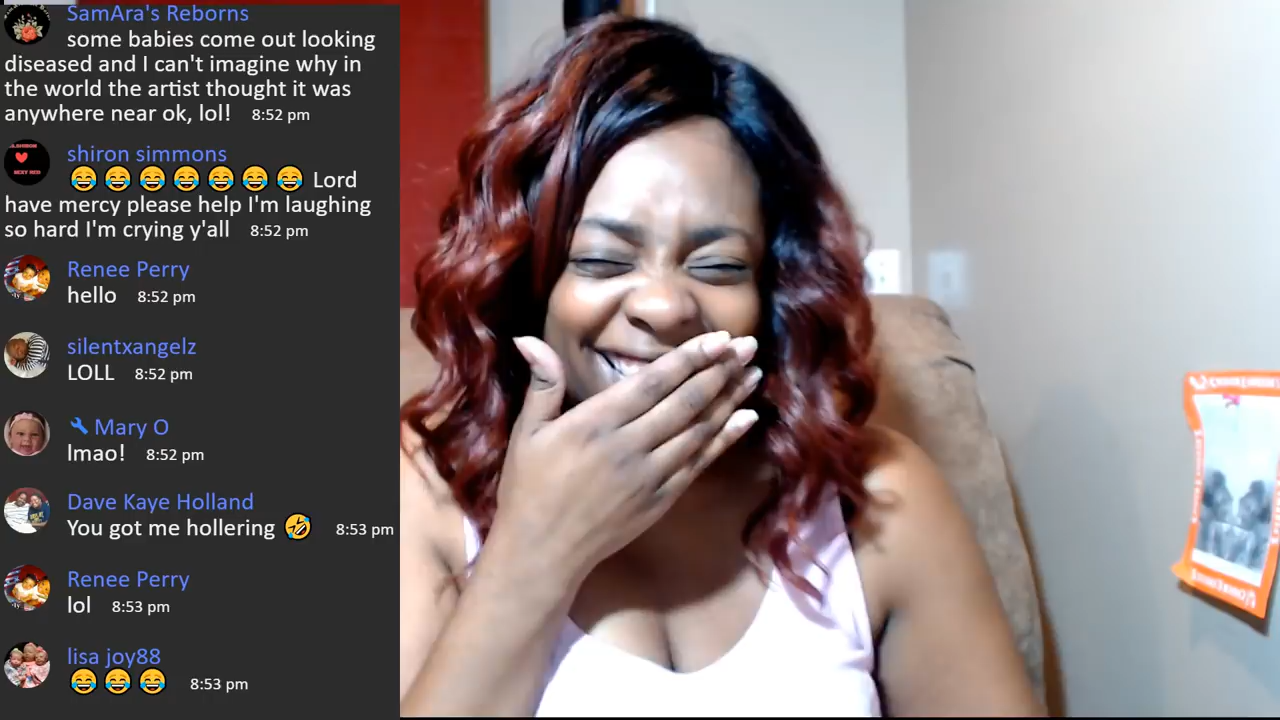 SamAra's Reborns
some babies come out looking
diseased and I can't imagine why in
the world the artist thought it was
anywhere near ok, lol! 8:52 pm
shiron simmons
😂😂😂😂😂😂😂 Lord
have mercy please help I'm laughing
so hard I'm crying y'all 8:52 pm
Renee Perry
hello 8:52 pm
silentxangelz
LOLL 8:52 pm
Mary O
lmao! 8:52 pm
Dave Kaye Holland
You got me hollering 🤣 8:53 pm
Renee Perry
lol 8:53 pm
lisa joy88
😂😂😂 8:53 pm